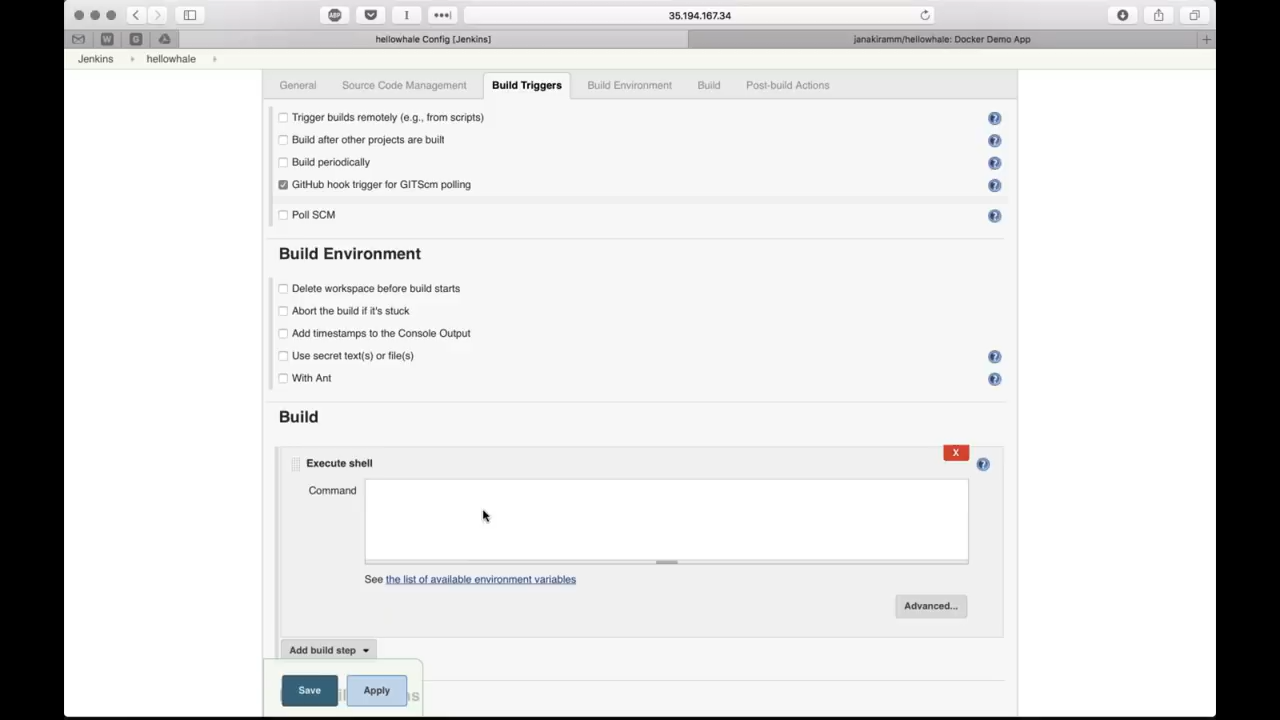 ABP
I
•••|
35.194.167.34
W
G
hellowhale Config [Jenkins]
janakiramm/hellowhale: Docker Demo App
+
Jenkins
hellowhale
General
Source Code Management
Build Triggers
Build Environment
Build
Post-build Actions
Trigger builds remotely (e.g., from scripts)
?
Build after other projects are built
?
Build periodically
?
GitHub hook trigger for GITScm polling
?
Poll SCM
?
Build Environment
Delete workspace before build starts
Abort the build if it's stuck
Add timestamps to the Console Output
Use secret text(s) or file(s)
?
With Ant
?
Build
X
Execute shell
?
Command
See the list of available environment variables
Advanced...
Add build step
Save
Apply